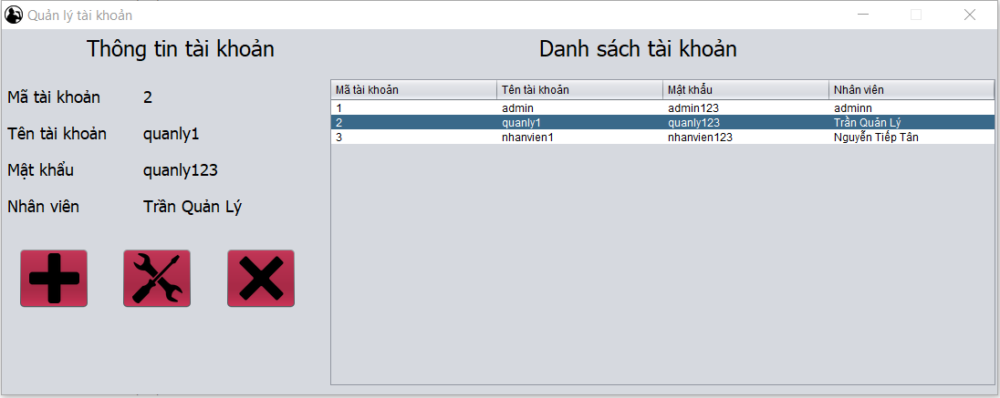 Quản lý tài khoản
Thông tin tài khoản
Mã tài khoản 2
Tên tài khoản quanly1
Mật khẩu quanly123
Nhân viên Trần Quản Lý
Danh sách tài khoản
Mã tài khoản Tên tài khoản Mật khẩu Nhân viên
1 admin admin123 adminn
2 quanly1 quanly123 Trần Quản Lý
3 nhanvien1 nhanvien123 Nguyễn Tiếp Tân